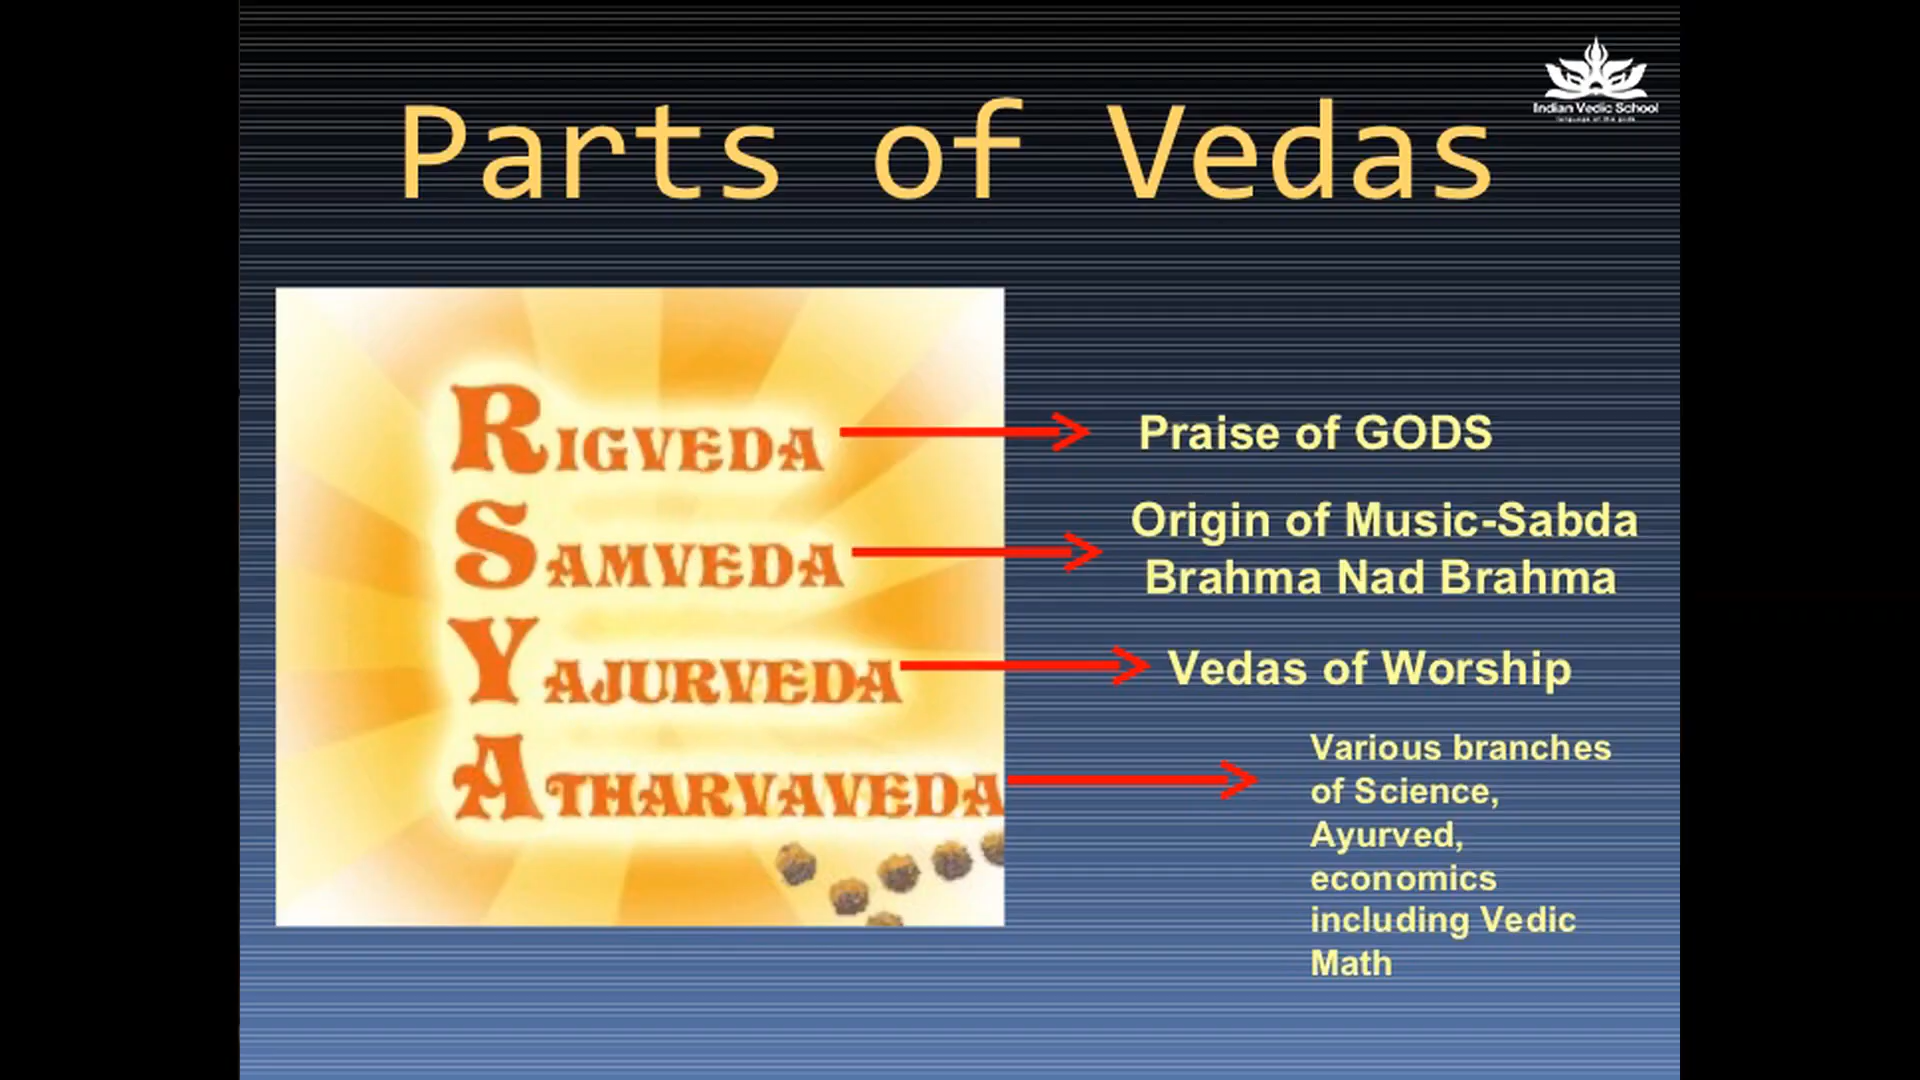 Indian Vedic School
Parts of Vedas
RIGVEDA
Praise of GODS
SAMVEDA
Origin of Music-Sabda
Brahma Nad Brahma
YAJURVEDA
Vedas of Worship
ATHARVAVEDA
Various branches
of Science,
Ayurved,
economics
including Vedic
Math